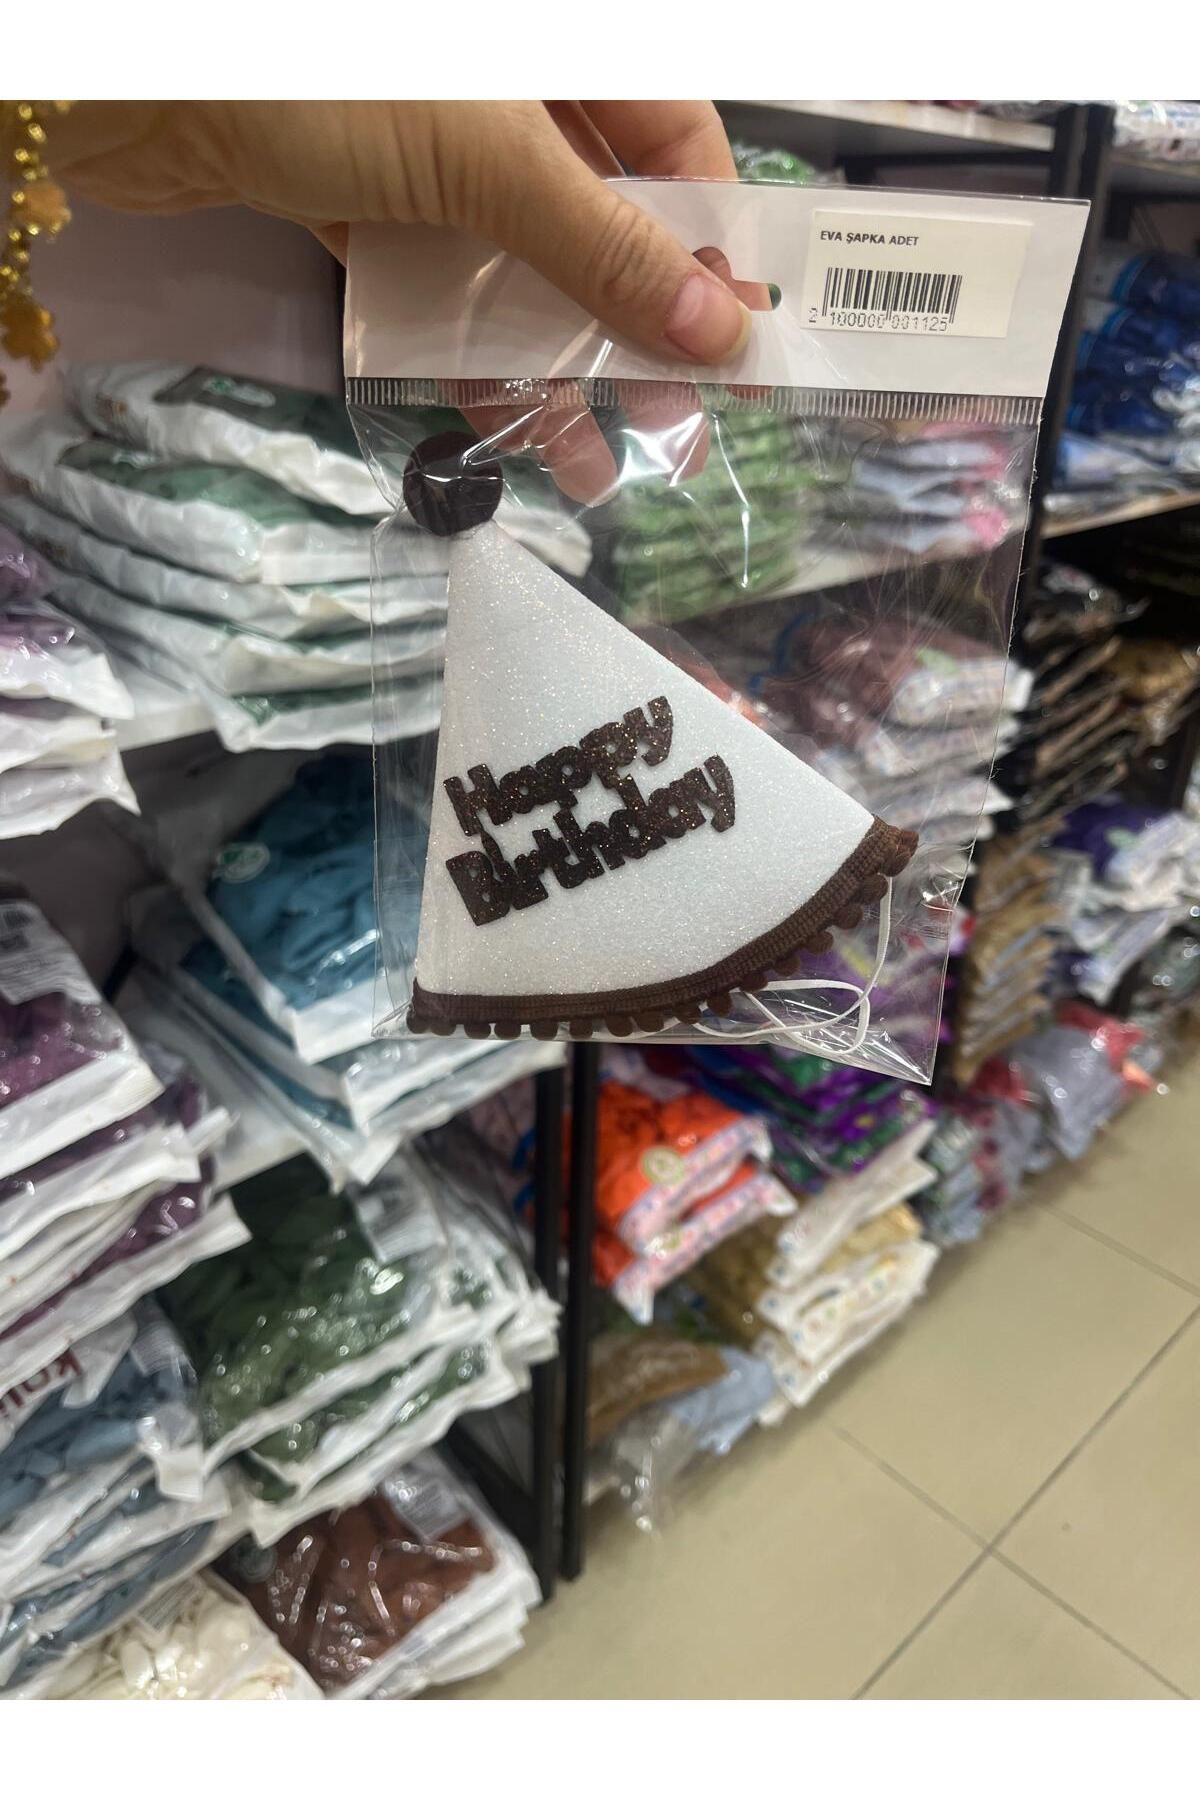 EVA ŞAPKA ADET
2 100000 001125
Happy
Birthday